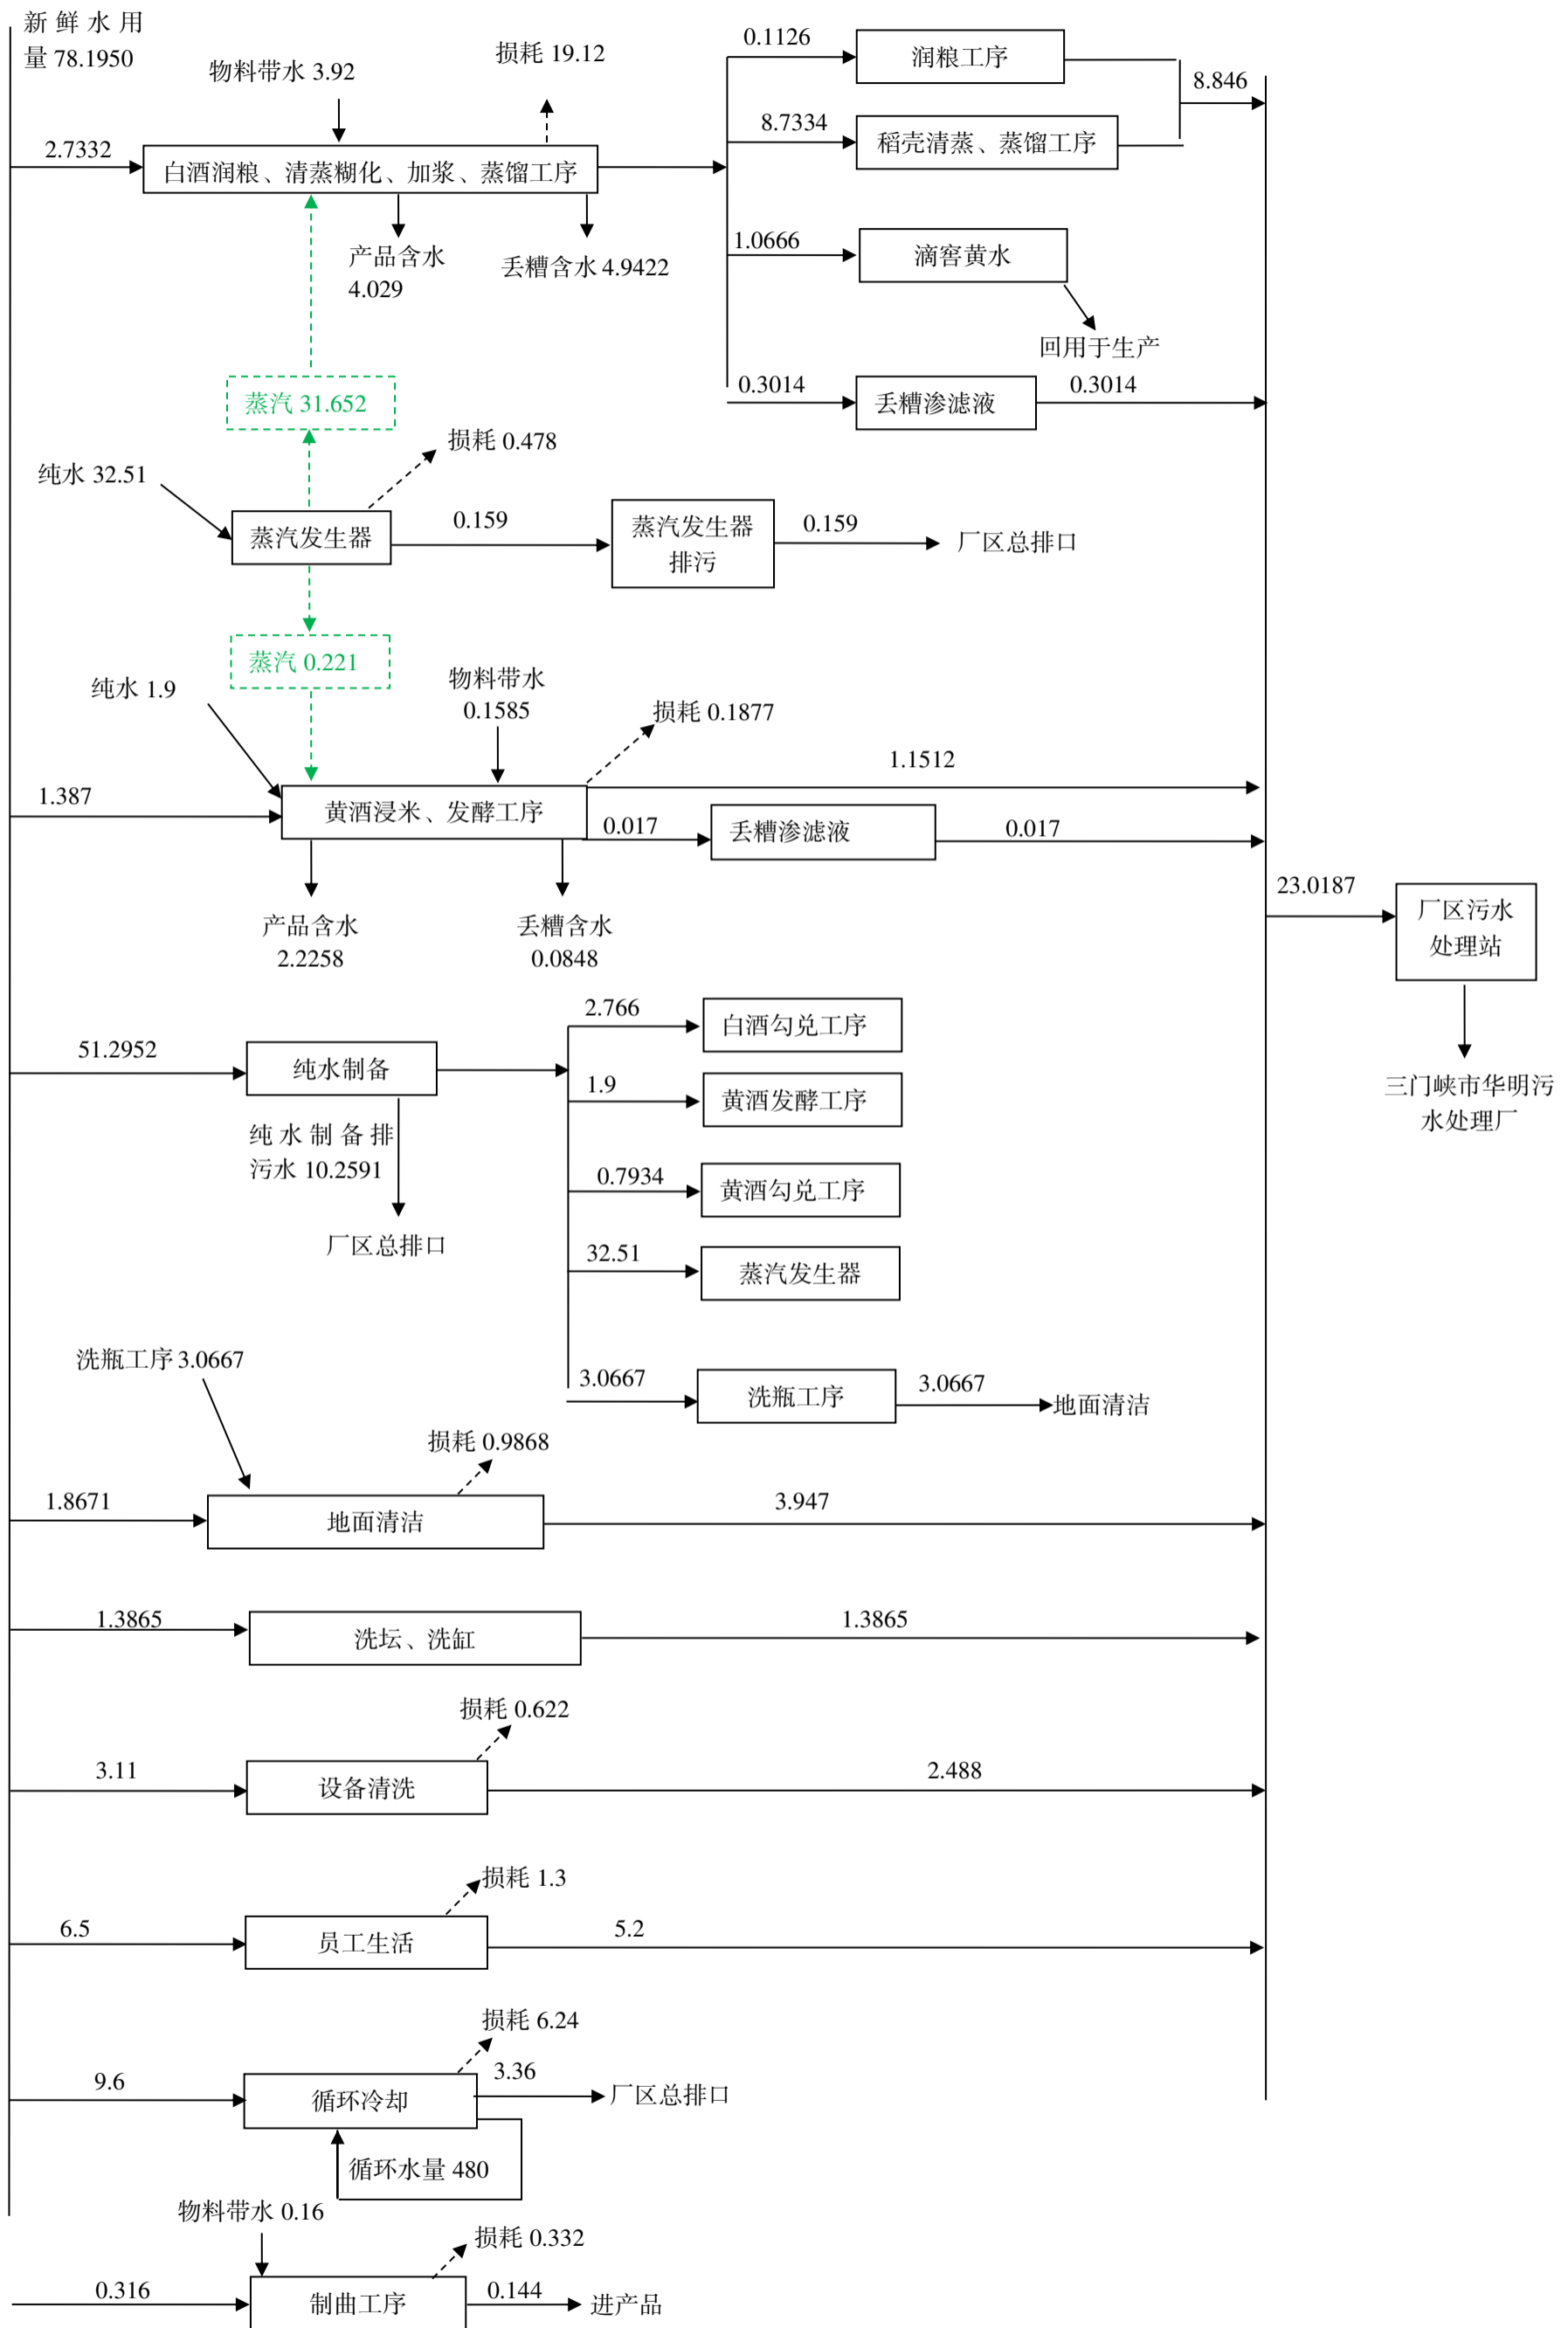 新鲜水用
量 78.1950
物料带水 3.92
损耗 19.12
0.1126
润粮工序
8.846
2.7332
白酒润粮、清蒸糊化、加浆、蒸馏工序
8.7334
稻壳清蒸、蒸馏工序
产品含水
4.029
丢糟含水 4.9422
1.0666
滴窖黄水
回用于生产
蒸汽 31.652
0.3014
丢糟渗滤液
0.3014
纯水 32.51
损耗 0.478
蒸汽发生器
0.159
蒸汽发生器
排污
0.159
厂区总排口
蒸汽 0.221
纯水 1.9
物料带水
0.1585
损耗 0.1877
1.387
黄酒浸米、发酵工序
1.1512
0.017
丢糟渗滤液
0.017
产品含水
2.2258
丢糟含水
0.0848
23.0187
厂区污水
处理站
三门峡市华明污
水处理厂
51.2952
纯水制备
纯水制备排
污水 10.2591
厂区总排口
2.766
白酒勾兑工序
1.9
黄酒发酵工序
0.7934
黄酒勾兑工序
32.51
蒸汽发生器
3.0667
洗瓶工序
3.0667
地面清洁
洗瓶工序 3.0667
损耗 0.9868
1.8671
地面清洁
3.947
1.3865
洗坛、洗缸
1.3865
损耗 0.622
3.11
设备清洗
2.488
损耗 1.3
6.5
员工生活
5.2
损耗 6.24
9.6
循环冷却
3.36
厂区总排口
循环水量 480
物料带水 0.16
损耗 0.332
0.316
制曲工序
0.144
进产品